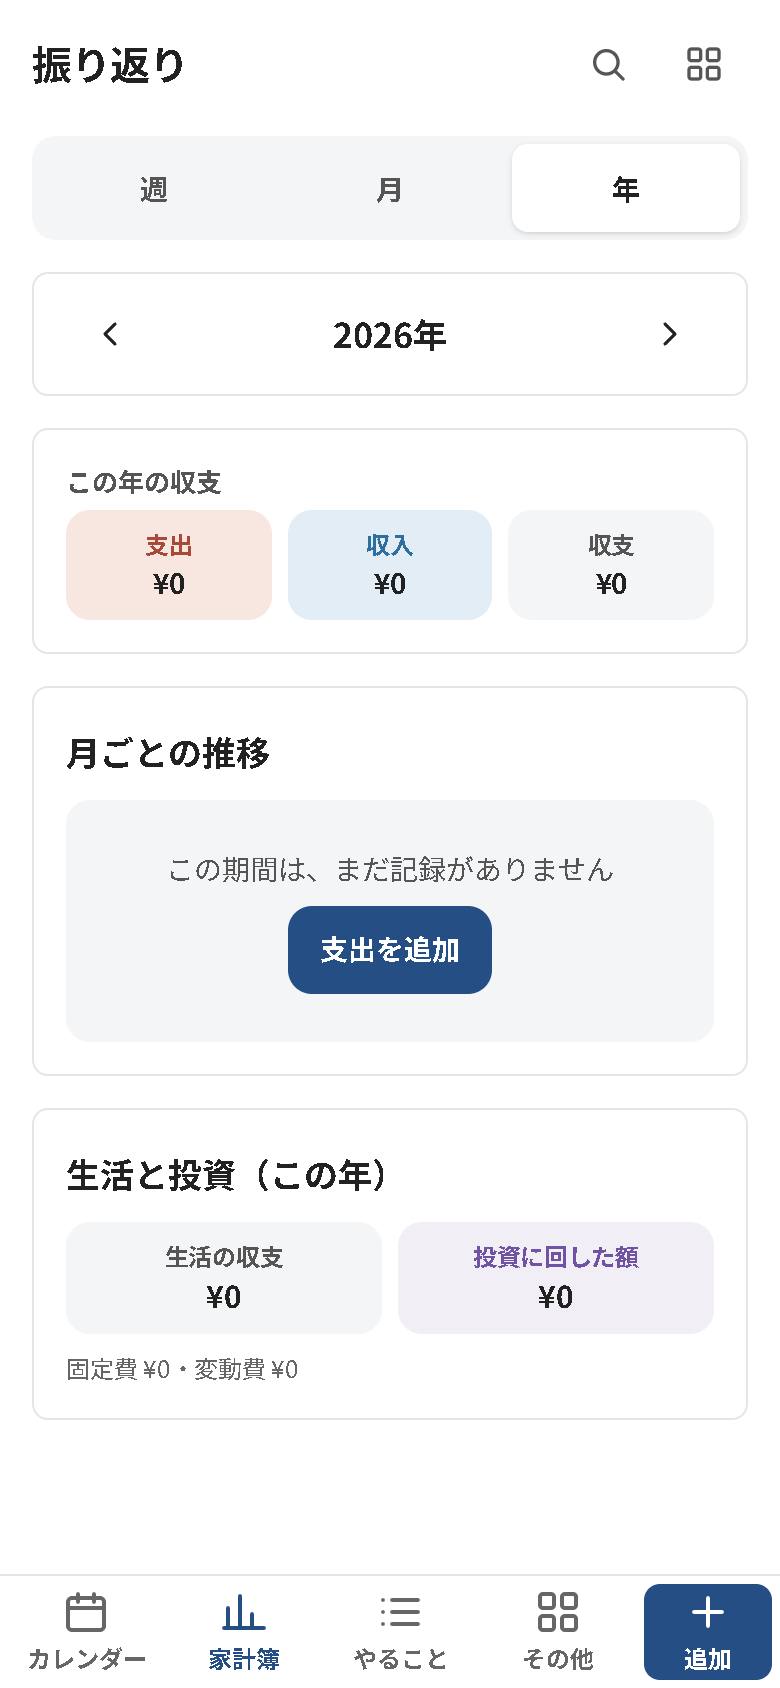 振り返り
週 月 年
2026年
この年の収支
支出 収入 収支
¥0 ¥0 ¥0
月ごとの推移
この期間は、まだ記録がありません
支出を追加
生活と投資（この年）
生活の収支 投資に回した額
¥0 ¥0
固定費 ¥0・変動費 ¥0
カレンダー 家計簿 やること その他 追加